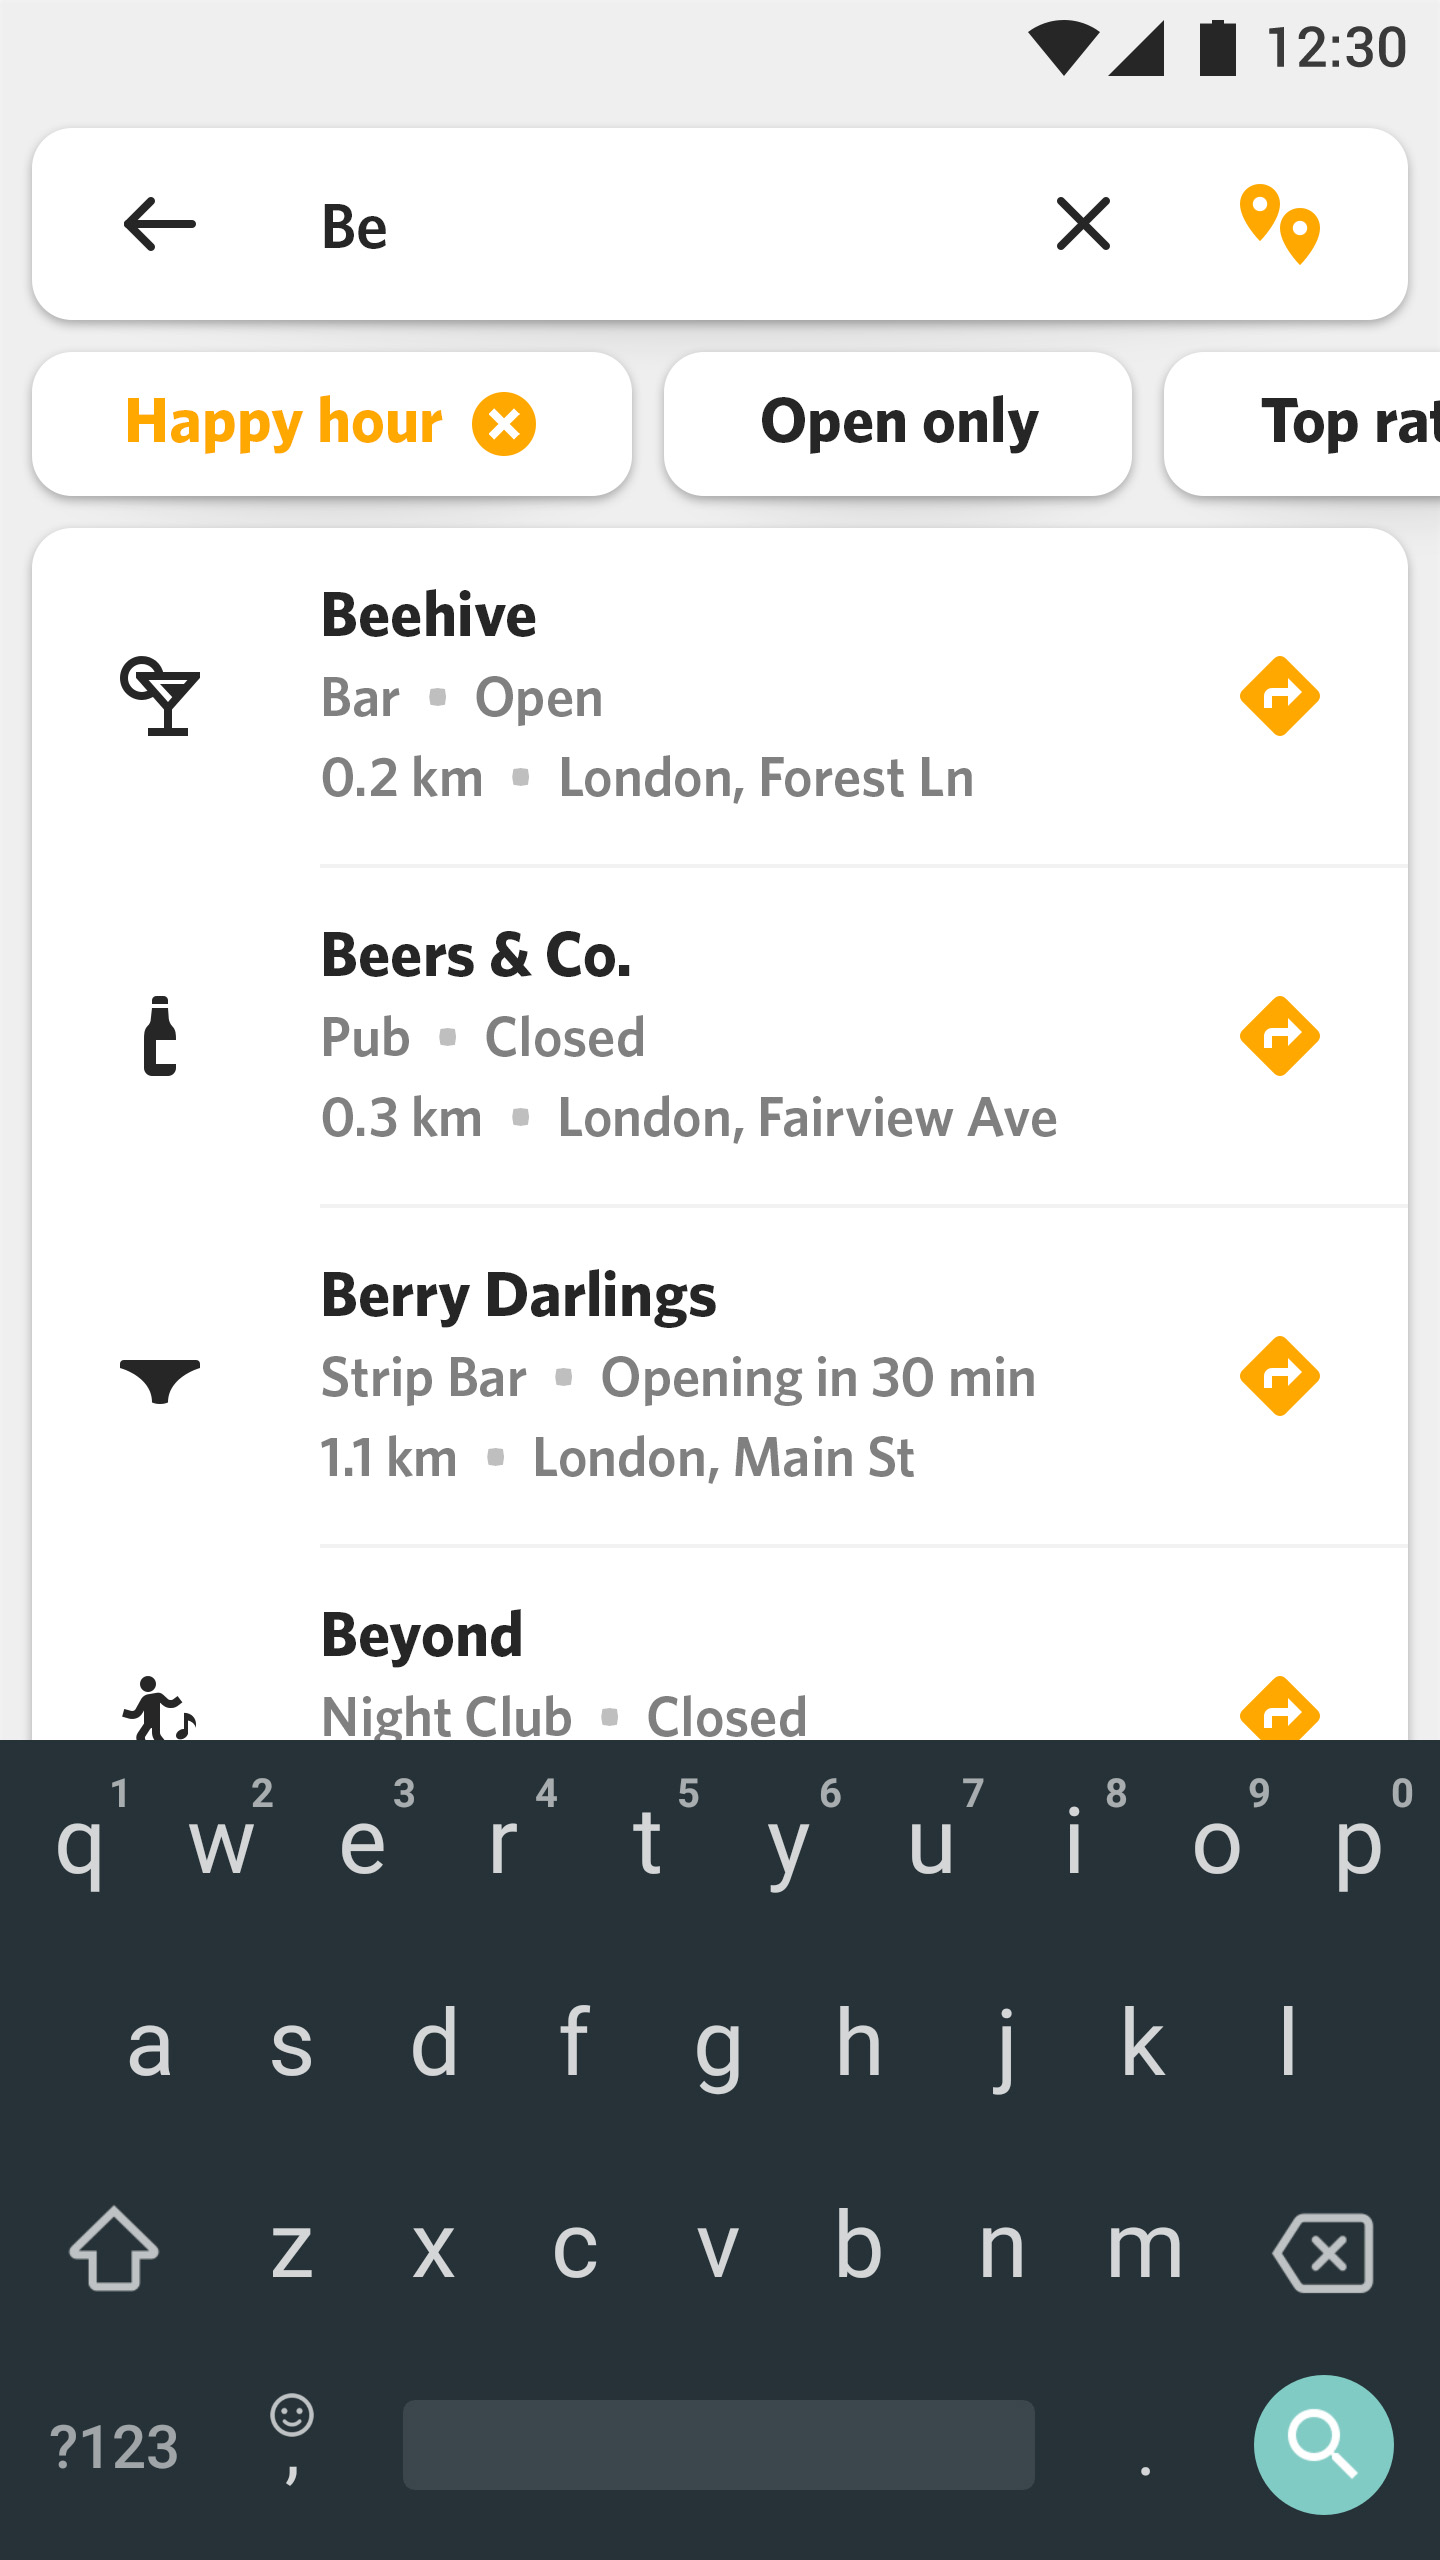 12:30
Be
Happy hour
Open only
Top rat
Beehive
Bar ▪ Open
0.2 km ▪ London, Forest Ln
Beers & Co.
Pub ▪ Closed
0.3 km ▪ London, Fairview Ave
Berry Darlings
Strip Bar ▪ Opening in 30 min
1.1 km ▪ London, Main St
Beyond
Night Club ▪ Closed
1 2 3 4 5 6 7 8 9 0
q w e r t y u i o p
a s d f g h j k l
z x c v b n m
?123 , .